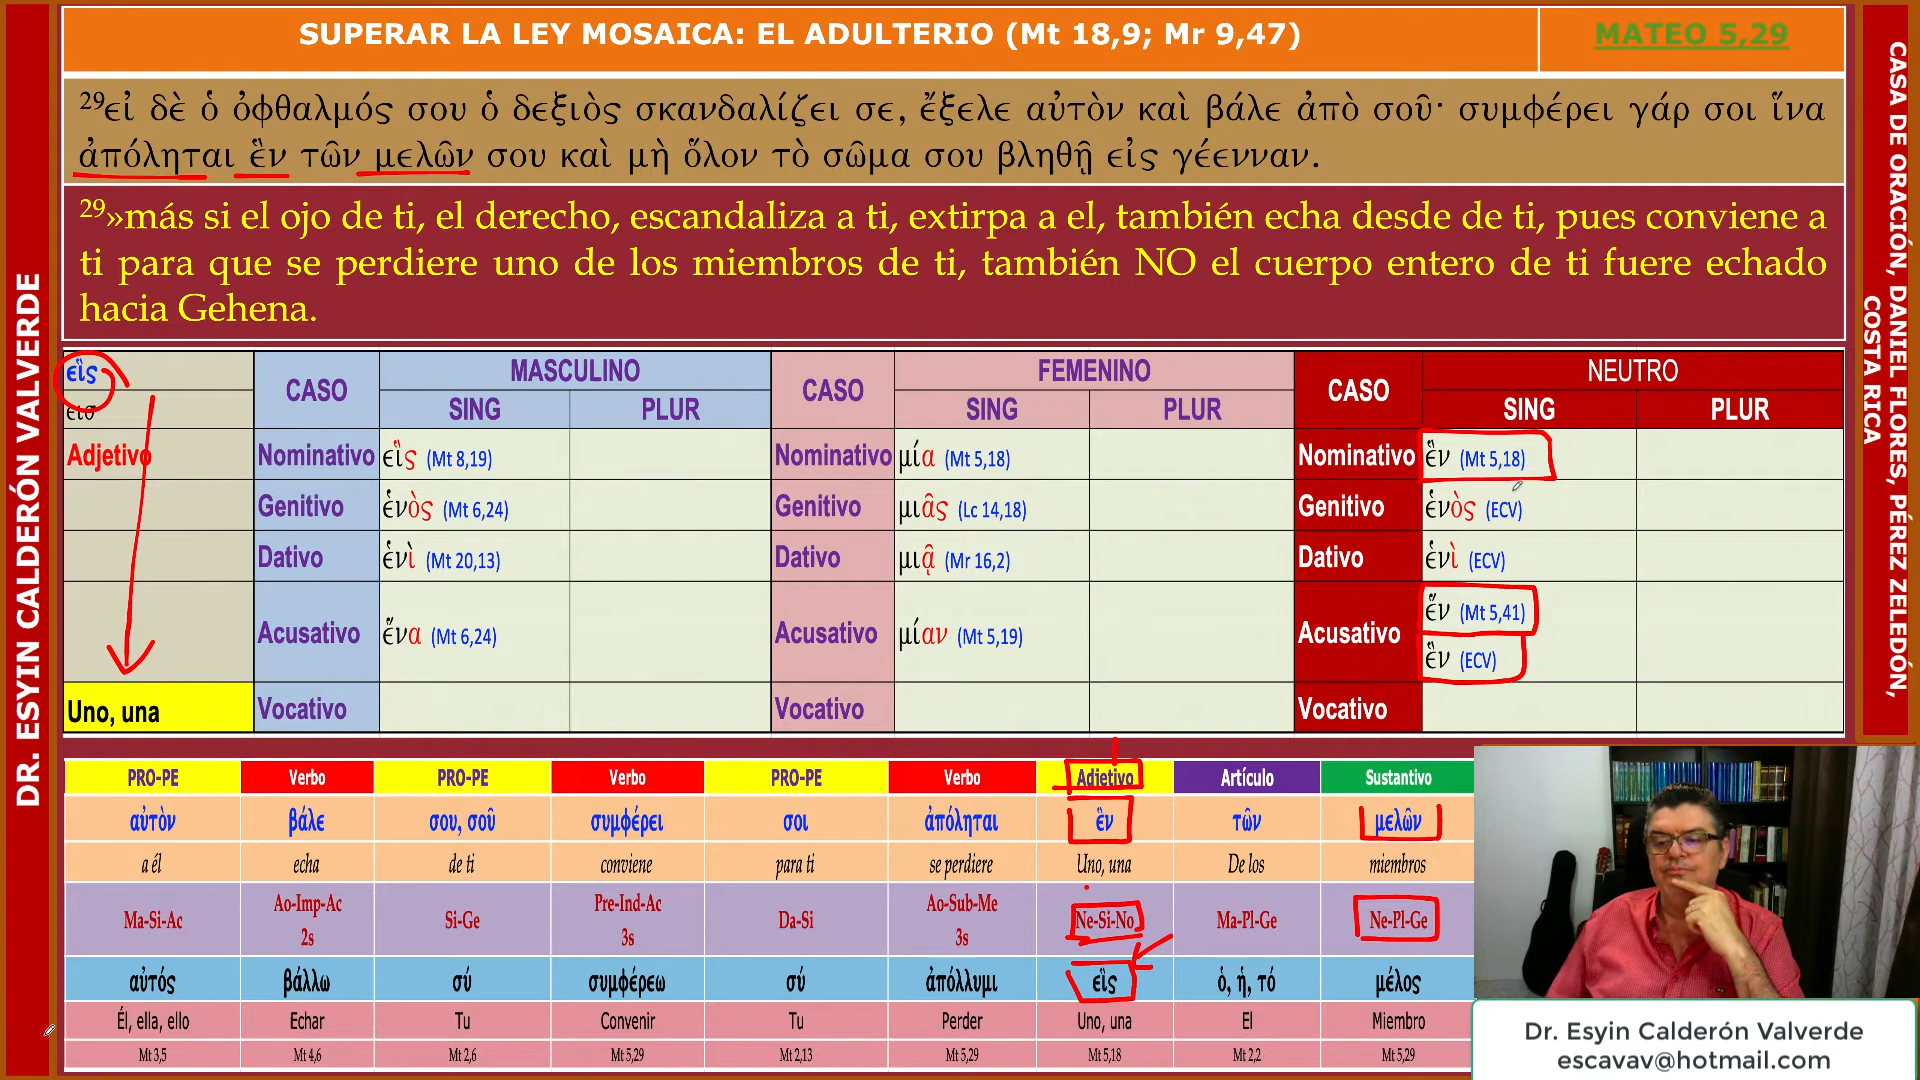 SUPERAR LA LEY MOSAICA: EL ADULTERIO (Mt 18,9; Mr 9,47)
MATEO 5,29
29εἰ δὲ ὁ ὀφθαλμός σου ὁ δεξιὸς σκανδαλίζει σε, ἔξελε αὐτὸν καὶ βάλε ἀπὸ σοῦ· συμφέρει γάρ σοι ἵνα
ἀπόληται ἓν τῶν μελῶν σου καὶ μὴ ὅλον τὸ σῶμα σου βληθῇ εἰς γέενναν.
29»más si el ojo de ti, el derecho, escandaliza a ti, extirpa a el, también echa desde de ti, pues conviene a
ti para que se perdiere uno de los miembros de ti, también NO el cuerpo entero de ti fuere echado
hacia Gehena.
εἷς CASO MASCULINO CASO FEMENINO CASO NEUTRO
εισ SING PLUR SING PLUR SING PLUR
Adjetivo Nominativo εἷς (Mt 8,19) Nominativo μία (Mt 5,18) Nominativo ἓν (Mt 5,18)
Genitivo ἑνὸς (Mt 6,24) Genitivo μιᾶς (Lc 14,18) Genitivo ἑνὸς (ECV)
Dativo ἑνὶ (Mt 20,13) Dativo μιᾷ (Mr 16,2) Dativo ἑνὶ (ECV)
Acusativo ἕνα (Mt 6,24) Acusativo μίαν (Mt 5,19) Acusativo ἕν (Mt 5,41)
ἓν (ECV)
Uno, una Vocativo Vocativo Vocativo
PRO-PE Verbo PRO-PE Verbo PRO-PE Verbo Adjetivo Artículo Sustantivo
αὐτὸν βάλε σου, σοῦ συμφέρει σοι ἀπόληται ἓν τῶν μελῶν
a él echa de ti conviene para ti se perdiere Uno, una De los miembros
Ma-Si-Ac Ao-Imp-Ac 2s Si-Ge Pre-Ind-Ac 3s Da-Si Ao-Sub-Me 3s Ne-Si-No Ma-Pl-Ge Ne-Pl-Ge
αὐτός βάλλω σύ συμφέρεω σύ ἀπόλλυμι εἷς ὁ, ἡ, τό μέλος
Él, ella, ello Echar Tu Convenir Tu Perder Uno, una El Miembro
Mt 3,5 Mt 4,6 Mt 2,6 Mt 5,29 Mt 2,13 Mt 5,29 Mt 5,18 Mt 2,2 Mt 5,29
DR. ESYIN CALDERÓN VALVERDE
CASA DE ORACIÓN, DANIEL FLORES, PÉREZ ZELEDÓN,
COSTA RICA
Dr. Esyin Calderón Valverde
escavav@hotmail.com